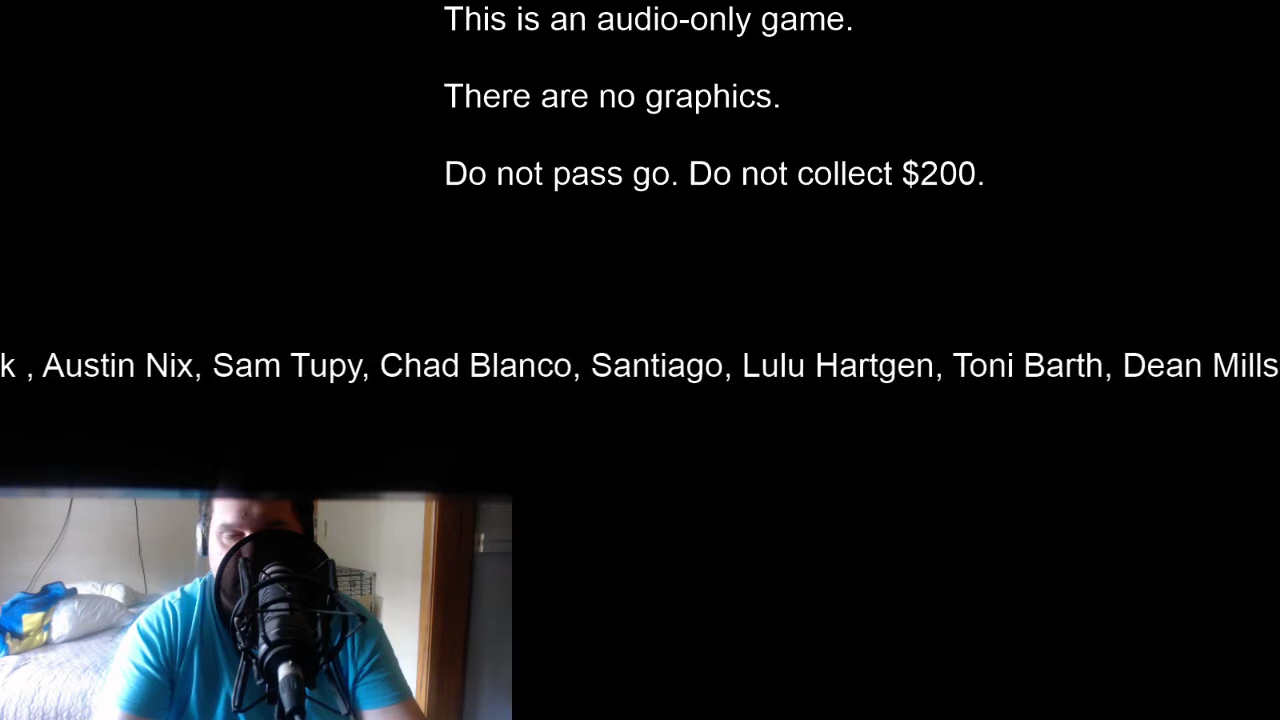 This is an audio-only game.
There are no graphics.
Do not pass go. Do not collect $200.
k , Austin Nix, Sam Tupy, Chad Blanco, Santiago, Lulu Hartgen, Toni Barth, Dean Mills